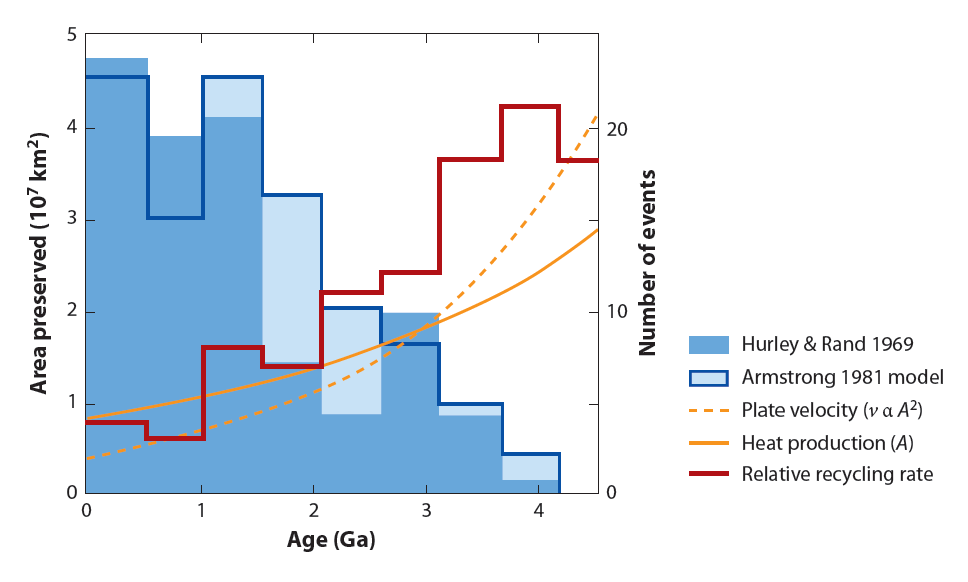 5
4
3
2
1
0
Area preserved (10⁷ km²)
20
10
0
Number of events
0 1 2 3 4
Age (Ga)
Hurley & Rand 1969
Armstrong 1981 model
Plate velocity (ν α A²)
Heat production (A)
Relative recycling rate